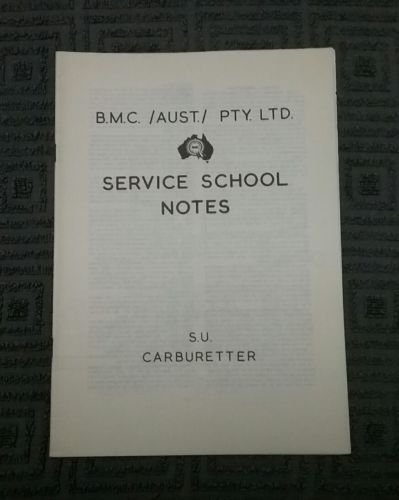 B.M.C. /AUST./ PTY. LTD.
SERVICE SCHOOL
NOTES
S.U.
CARBURETTER